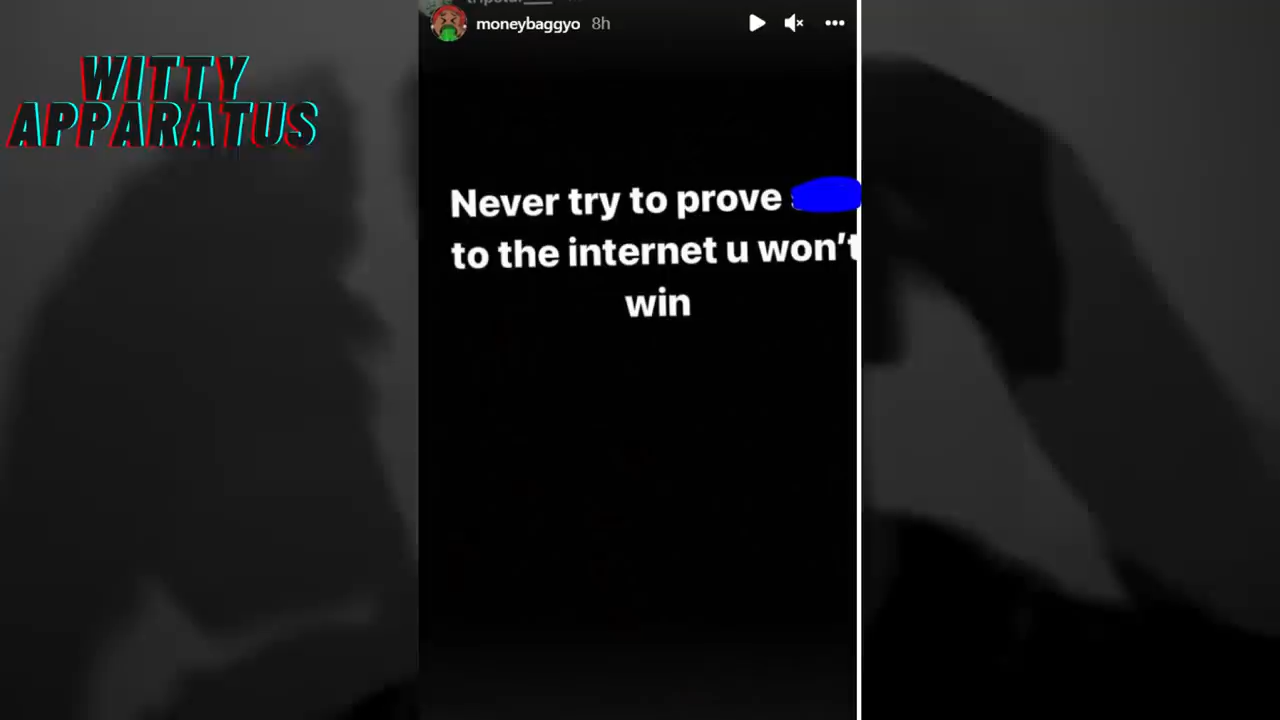 WITTY
APPARATUS
moneybaggyo 8h
Never try to prove
to the internet u won't
win